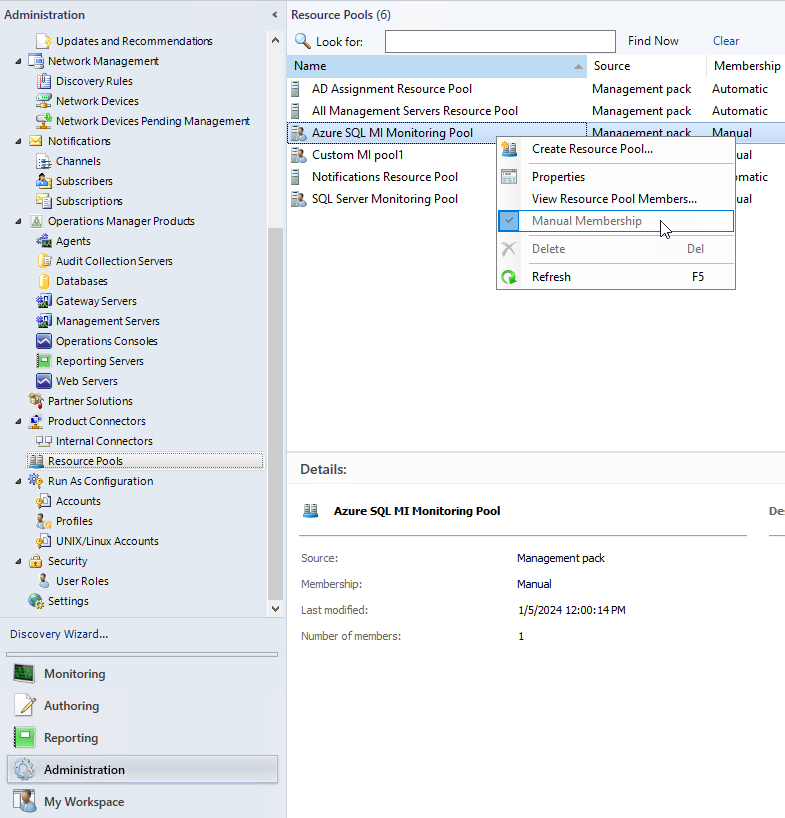 Administration
Updates and Recommendations
Network Management
Discovery Rules
Network Devices
Network Devices Pending Management
Notifications
Channels
Subscribers
Subscriptions
Operations Manager Products
Agents
Audit Collection Servers
Databases
Gateway Servers
Management Servers
Operations Consoles
Reporting Servers
Web Servers
Partner Solutions
Product Connectors
Internal Connectors
Resource Pools
Run As Configuration
Accounts
Profiles
UNIX/Linux Accounts
Security
User Roles
Settings
Discovery Wizard...
Monitoring
Authoring
Reporting
Administration
My Workspace
Resource Pools (6)
Look for: Find Now Clear
Name Source Membership
AD Assignment Resource Pool Management pack Automatic
All Management Servers Resource Pool Management pack Automatic
Azure SQL MI Monitoring Pool Management pack Manual
Custom MI pool1 ual
Notifications Resource Pool matic
SQL Server Monitoring Pool ual
Create Resource Pool...
Properties
View Resource Pool Members...
Manual Membership
Delete Del
Refresh F5
Details:
Azure SQL MI Monitoring Pool De
Source: Management pack
Membership: Manual
Last modified: 1/5/2024 12:00:14 PM
Number of members: 1